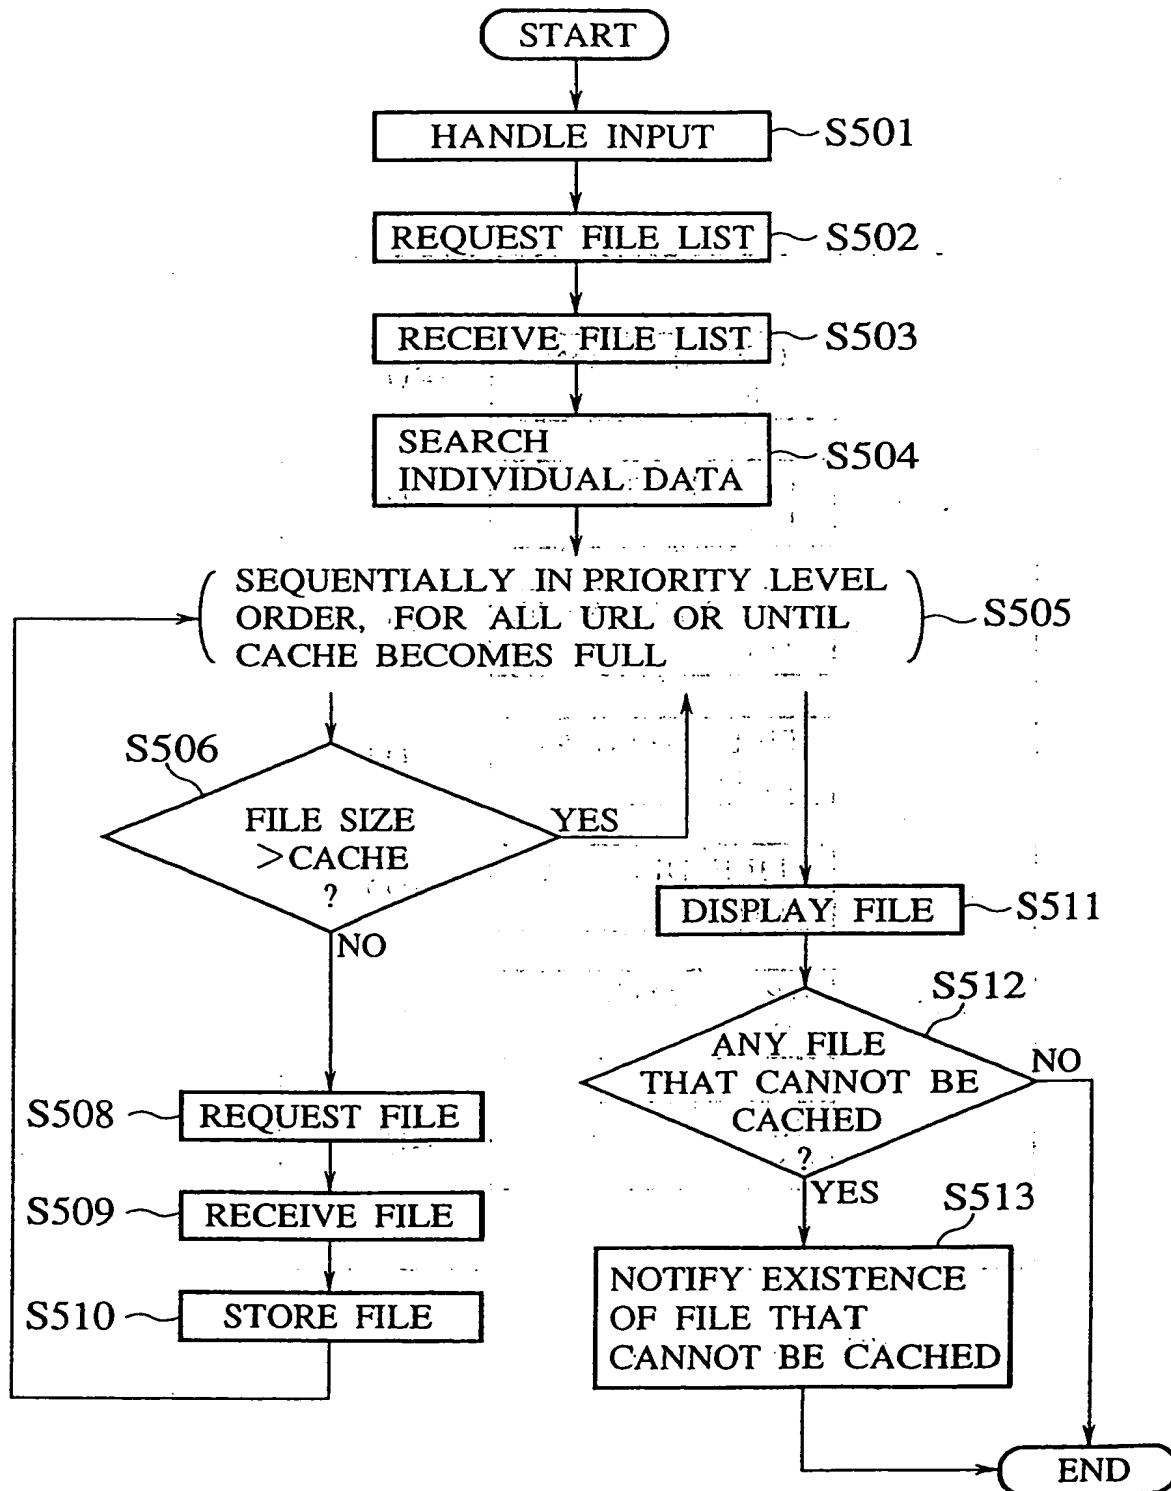 START
HANDLE INPUT
S501
REQUEST FILE LIST
S502
RECEIVE FILE LIST
S503
SEARCH
INDIVIDUAL DATA
S504
SEQUENTIALLY IN PRIORITY LEVEL
ORDER, FOR ALL URL OR UNTIL
CACHE BECOMES FULL
S505
S506
FILE SIZE
>CACHE
?
YES
NO
S508
REQUEST FILE
S509
RECEIVE FILE
S510
STORE FILE
DISPLAY FILE
S511
S512
ANY FILE
THAT CANNOT BE
CACHED
?
NO
YES
S513
NOTIFY EXISTENCE
OF FILE THAT
CANNOT BE CACHED
END